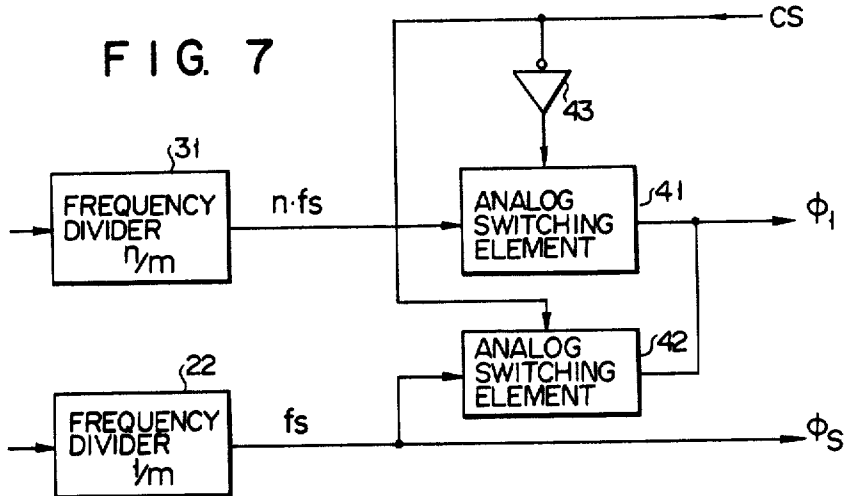 CS
FIG. 7
43
31
FREQUENCY
DIVIDER
n/m
n·fs
41
ANALOG
SWITCHING
ELEMENT
ϕ1
42
ANALOG
SWITCHING
ELEMENT
22
FREQUENCY
DIVIDER
1/m
fs
ϕS